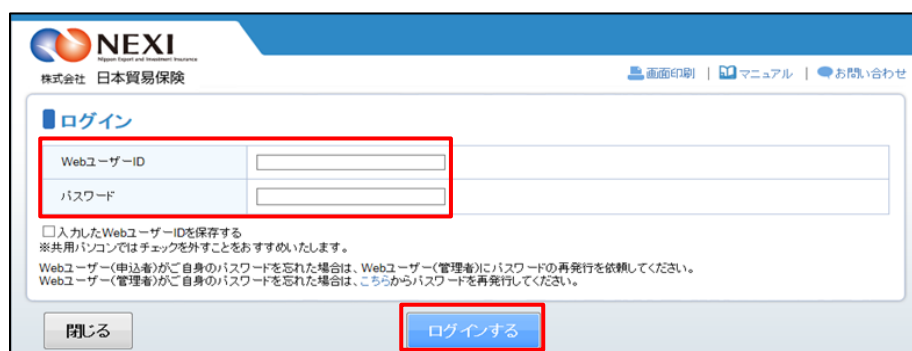 NEXI
Nippon Export and Investment Insurance
株式会社 日本貿易保険
画面印刷 | マニュアル | お問い合わせ
ログイン
WebユーザーID
パスワード
入力したWebユーザーIDを保存する
※共用パソコンではチェックを外すことをおすすめいたします。
Webユーザー(申込者)がご自身のパスワードを忘れた場合は、Webユーザー(管理者)にパスワードの再発行を依頼してください。
Webユーザー(管理者)がご自身のパスワードを忘れた場合は、こちらからパスワードを再発行してください。
閉じる
ログインする